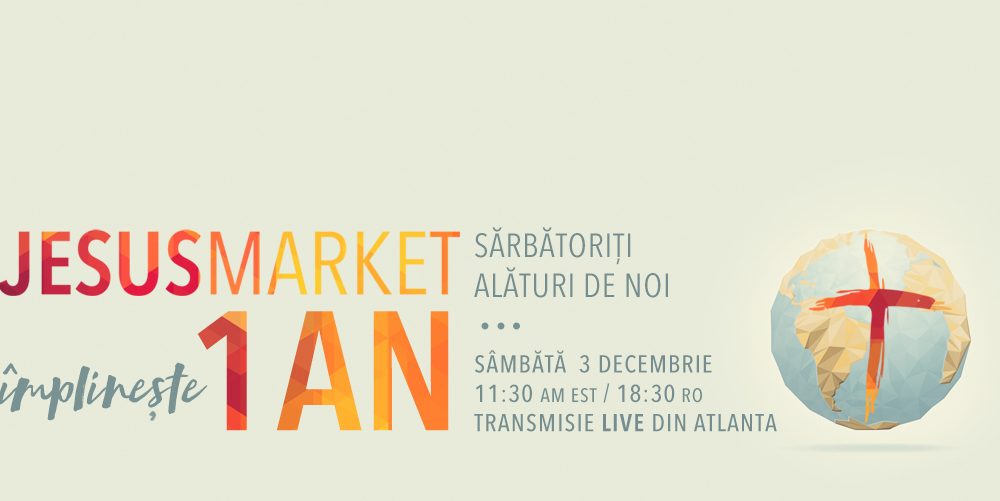 JESUSMARKET
împlinește 1 AN
SĂRBĂTORIȚI
ALĂTURI DE NOI
...
SÂMBĂTĂ 3 DECEMBRIE
11:30 AM EST / 18:30 RO
TRANSMISIE LIVE DIN ATLANTA